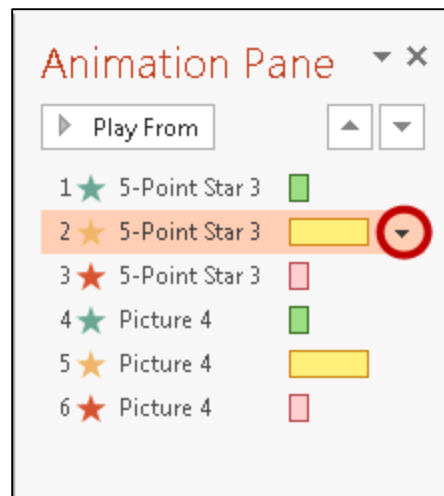 Animation Pane
Play From
1 5-Point Star 3
2 5-Point Star 3
3 5-Point Star 3
4 Picture 4
5 Picture 4
6 Picture 4